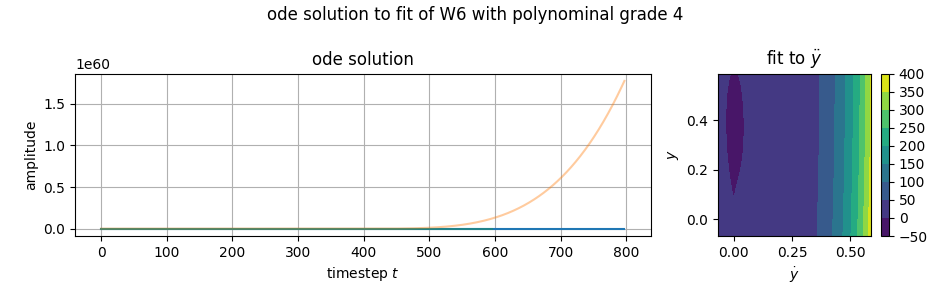 ode solution to fit of W6 with polynominal grade 4
ode solution
1e60
1.5
1.0
0.5
0.0
amplitude
0 100 200 300 400 500 600 700 800
timestep t
fit to ÿ
0.4
0.2
0.0
y
0.00 0.25 0.50
ẏ
400
350
300
250
200
150
100
50
0
−50